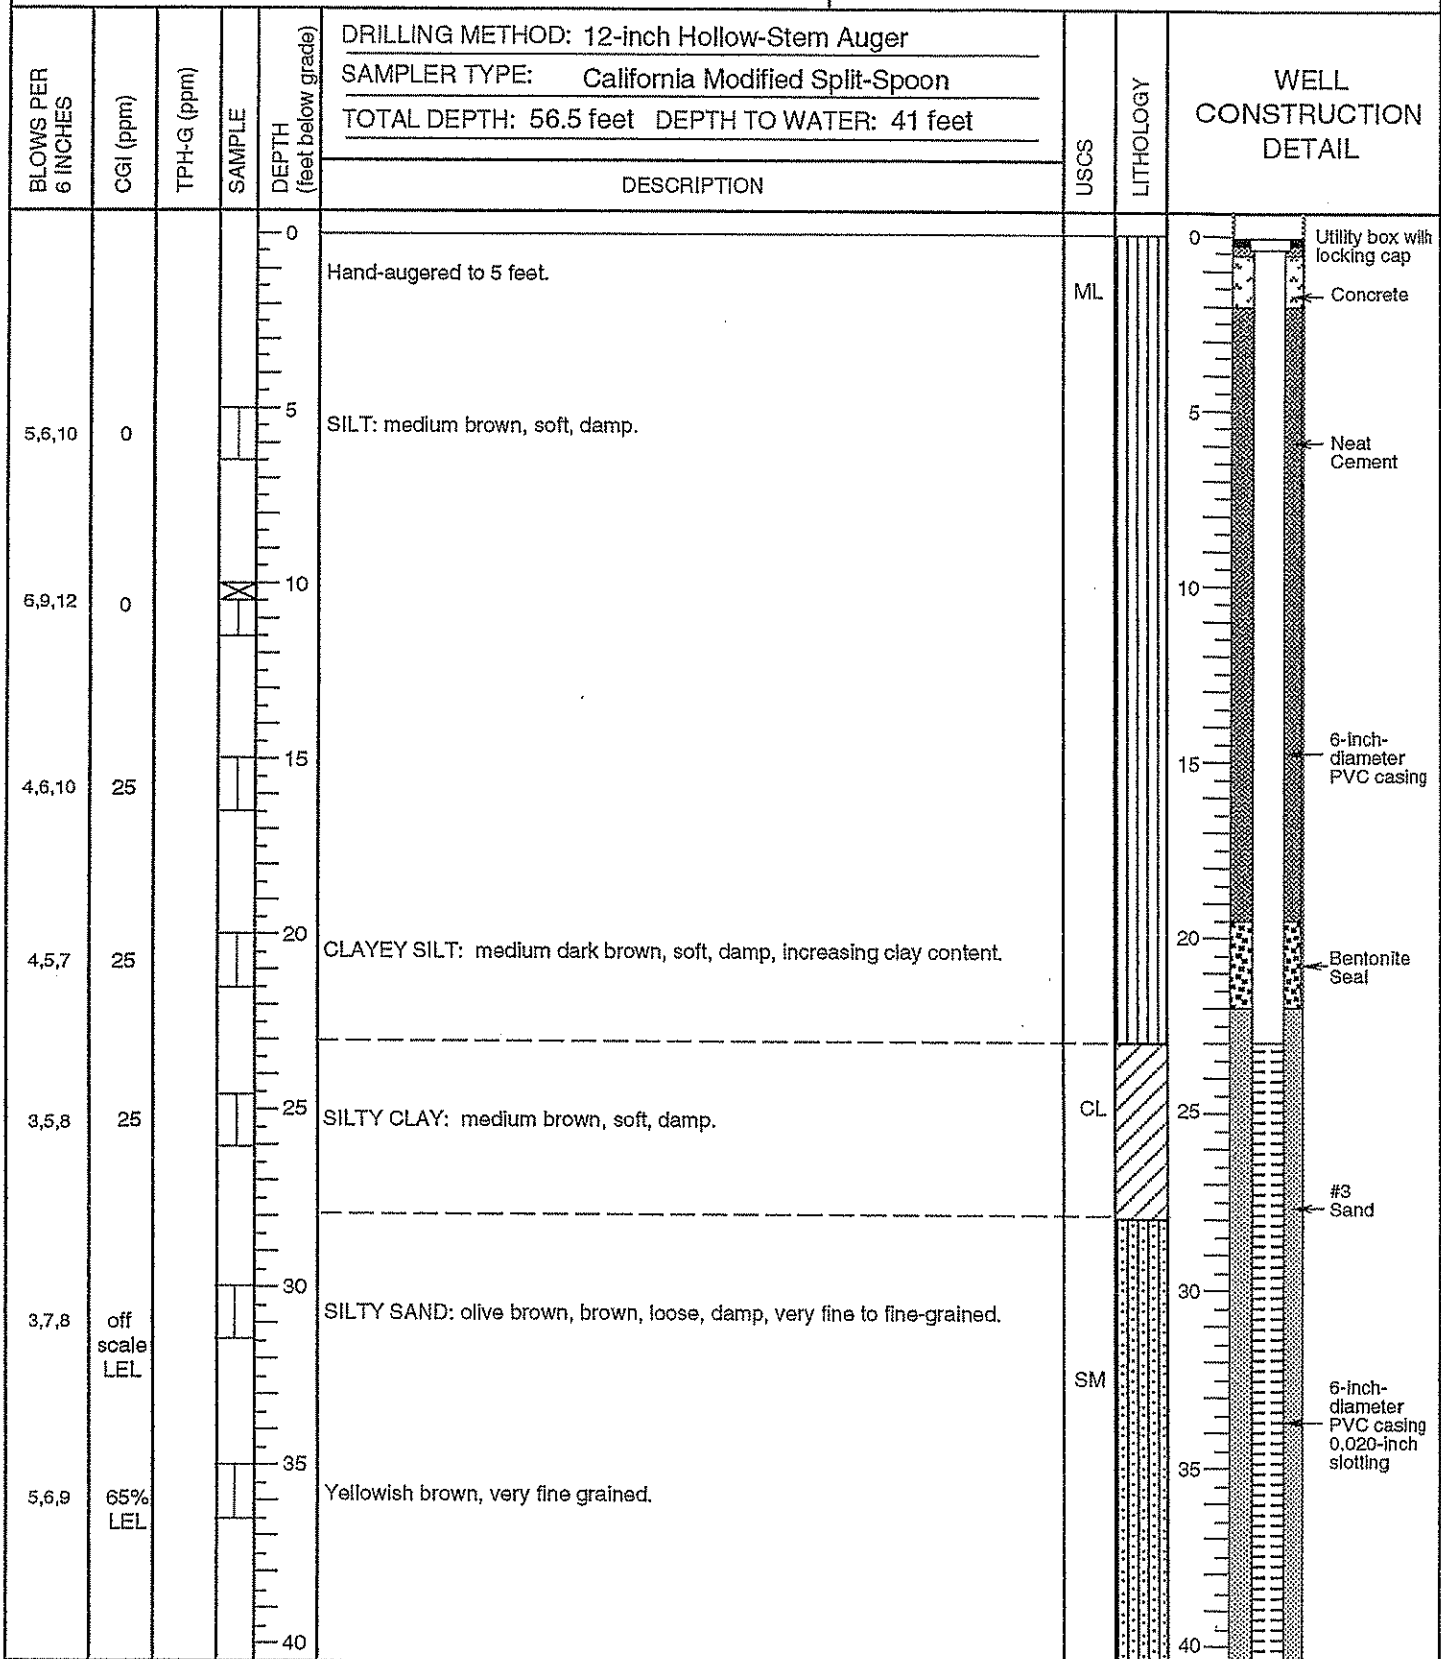 BLOWS PER
6 INCHES
CGI (ppm)
TPH-G (ppm)
SAMPLE
DEPTH
(feet below grade)
DRILLING METHOD: 12-inch Hollow-Stem Auger
SAMPLER TYPE: California Modified Split-Spoon
TOTAL DEPTH: 56.5 feet DEPTH TO WATER: 41 feet
DESCRIPTION
USCS
LITHOLOGY
WELL
CONSTRUCTION
DETAIL
0
0
Utility box with
locking cap
Hand-augered to 5 feet.
ML
Concrete
5
5
5,6,10
0
SILT: medium brown, soft, damp.
Neat
Cement
10
10
6,9,12
0
15
15
6-inch-
diameter
PVC casing
4,6,10
25
20
20
4,5,7
25
CLAYEY SILT: medium dark brown, soft, damp, increasing clay content.
Bentonite
Seal
25
25
3,5,8
25
SILTY CLAY: medium brown, soft, damp.
CL
#3
Sand
30
30
3,7,8
off
scale
LEL
SILTY SAND: olive brown, brown, loose, damp, very fine to fine-grained.
SM
6-inch-
diameter
PVC casing
0.020-inch
slotting
35
35
5,6,9
65%
LEL
Yellowish brown, very fine grained.
40
40